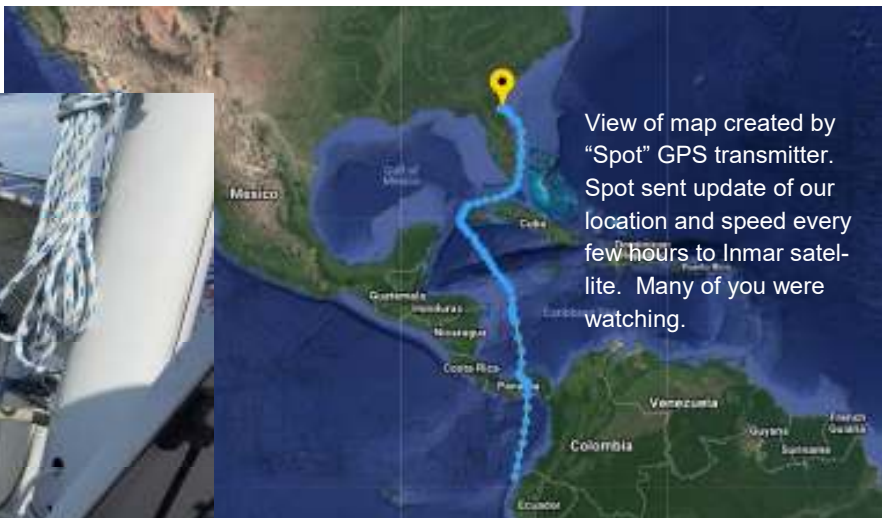 View of map created by
“Spot” GPS transmitter.
Spot sent update of our
location and speed every
few hours to Inmar satel-
lite.  Many of you were
watching.
Gulf of
Mexico
Mexico
Cuba
Guatemala
Honduras
Nicaragua
Costa Rica
Panama
Venezuela
Colombia
Guyana
Suriname
French
Guiana
Ecuador